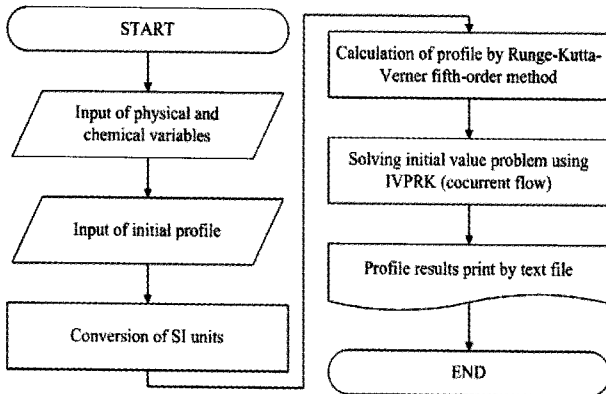 START
Input of physical and
chemical variables
Input of initial profile
Conversion of SI units
Calculation of profile by Runge-Kutta-
Verner fifth-order method
Solving initial value problem using
IVPRK (cocurrent flow)
Profile results print by text file
END